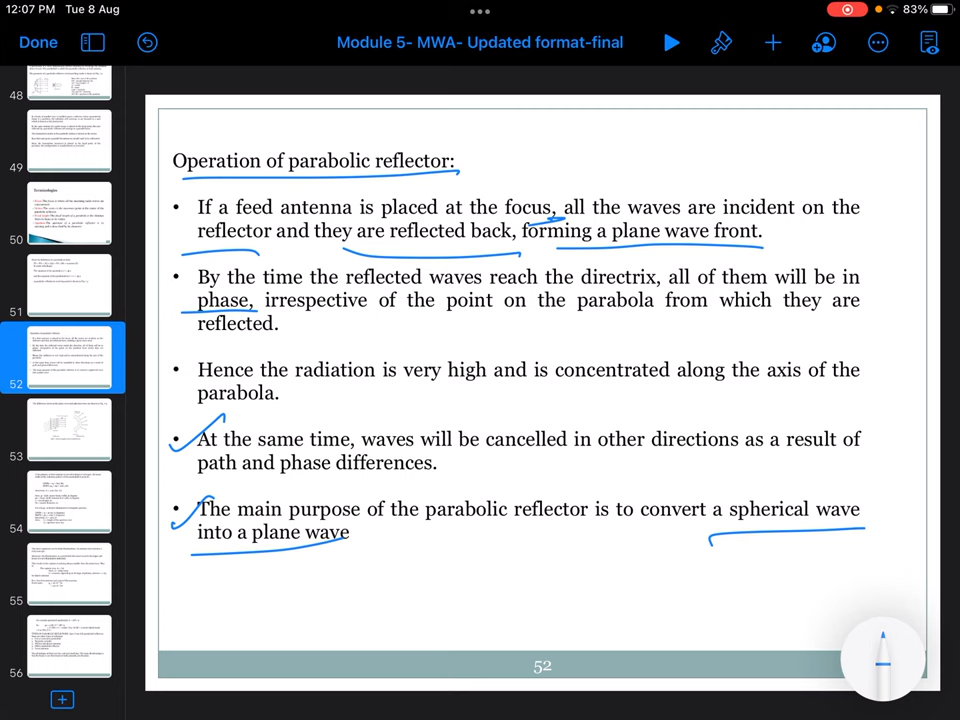 12:07 PM Tue 8 Aug
83%
Done
Module 5- MWA- Updated format-final
48
49
Terminologies
50
51
52
53
54
55
56
Operation of parabolic reflector:
• If a feed antenna is placed at the focus, all the waves are incident on the
reflector and they are reflected back, forming a plane wave front.
• By the time the reflected waves reach the directrix, all of them will be in
phase, irrespective of the point on the parabola from which they are
reflected.
• Hence the radiation is very high and is concentrated along the axis of the
parabola.
• At the same time, waves will be cancelled in other directions as a result of
path and phase differences.
• The main purpose of the parabolic reflector is to convert a spherical wave
into a plane wave
52